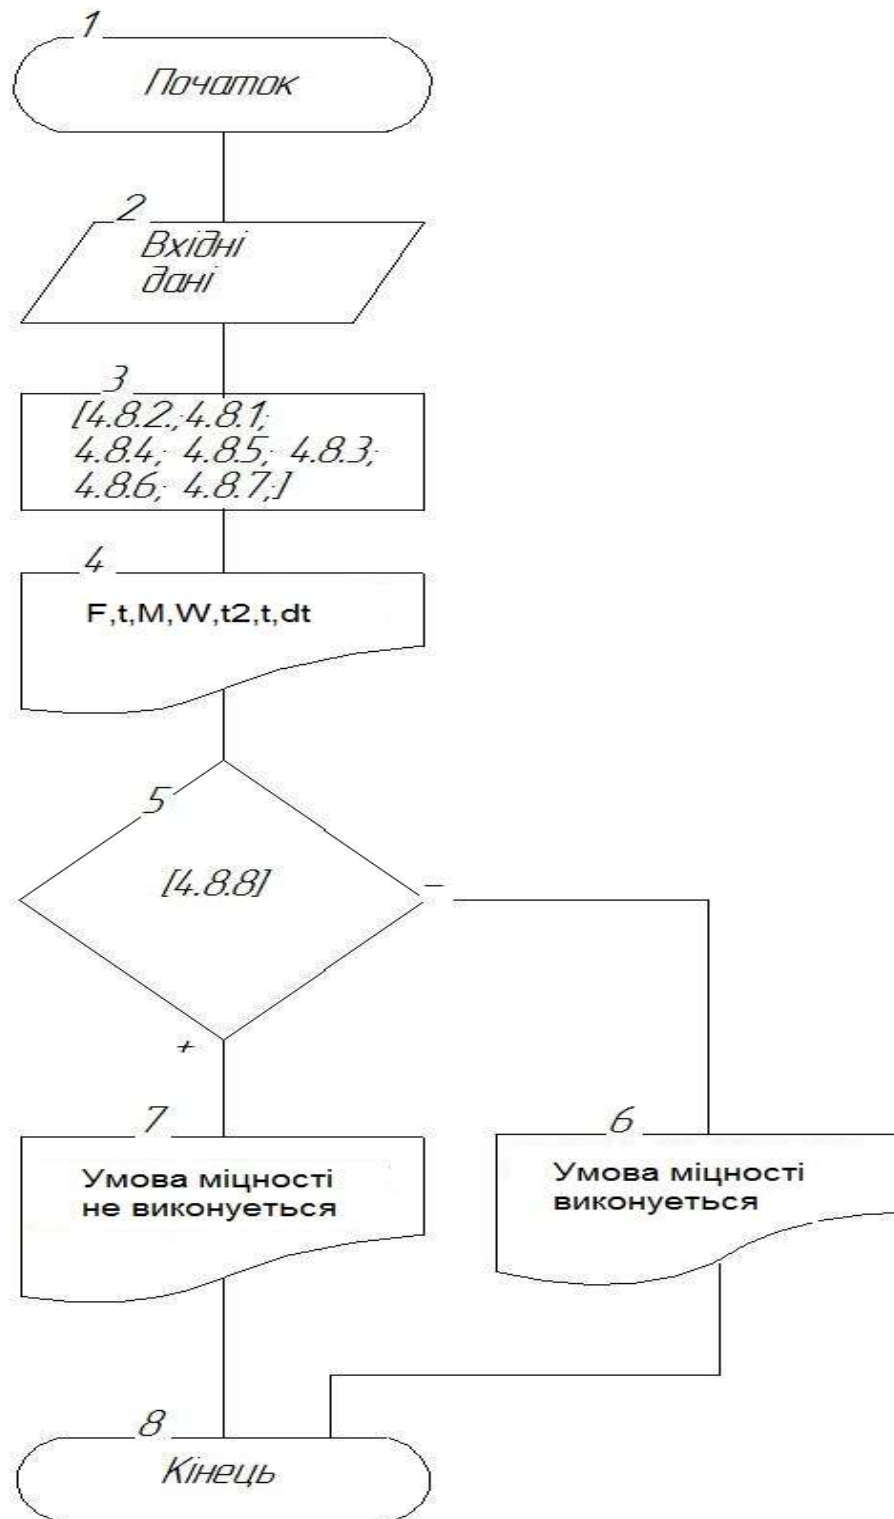 1
Початок
2
Вхідні
дані
3
[4.8.2.;4.8.1;
4.8.4; 4.8.5; 4.8.3;
4.8.6; 4.8.7;]
4
F,t,M,W,t2,t,dt
5
[4.8.8]
–
+
7
Умова міцності
не виконуеться
6
Умова міцності
виконуеться
8
Кінець